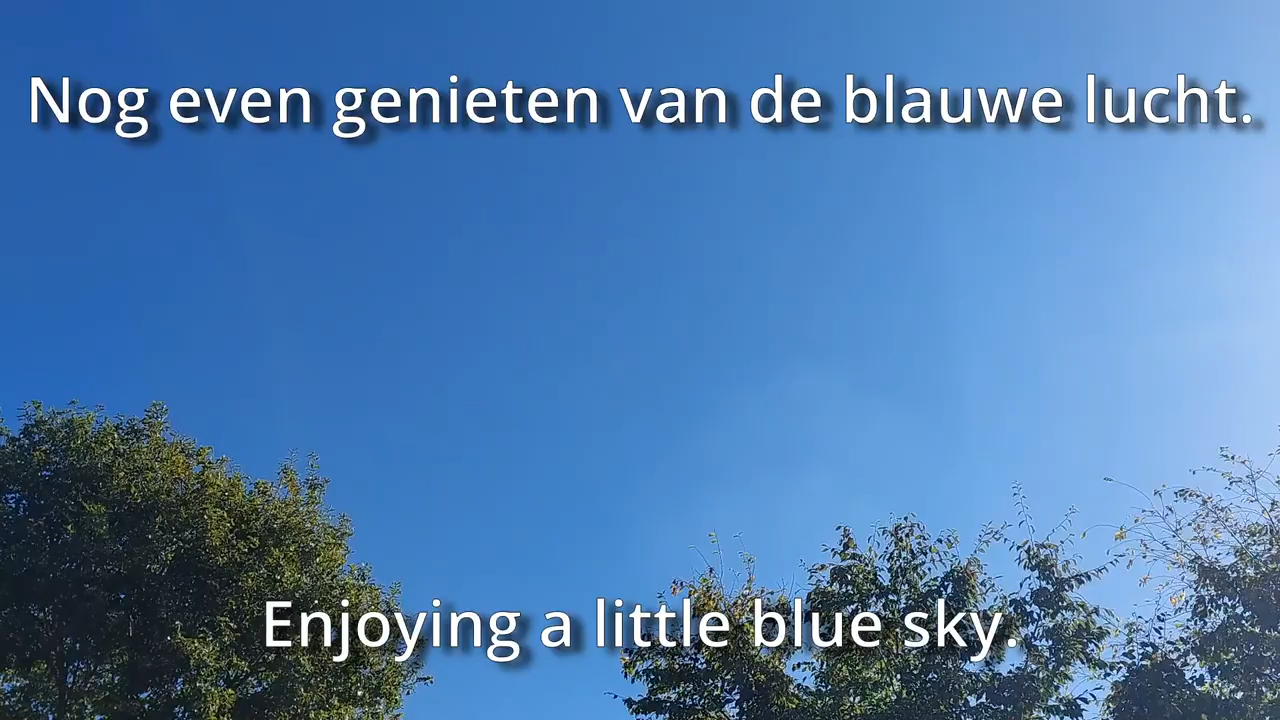 Nog even genieten van de blauwe lucht.
Enjoying a little blue sky.